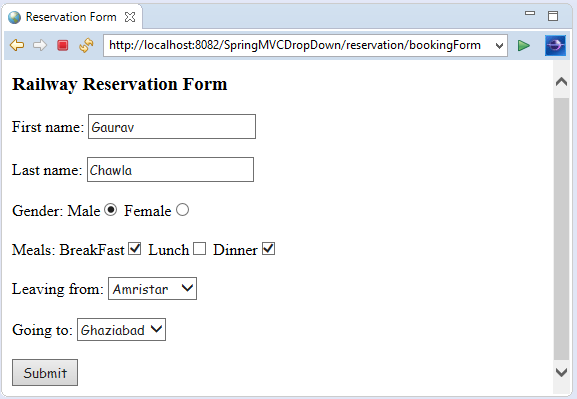 Reservation Form
http://localhost:8082/SpringMVCDropDown/reservation/bookingForm
Railway Reservation Form
First name: Gaurav
Last name: Chawla
Gender: Male Female
Meals: BreakFast Lunch Dinner
Leaving from: Amristar
Going to: Ghaziabad
Submit